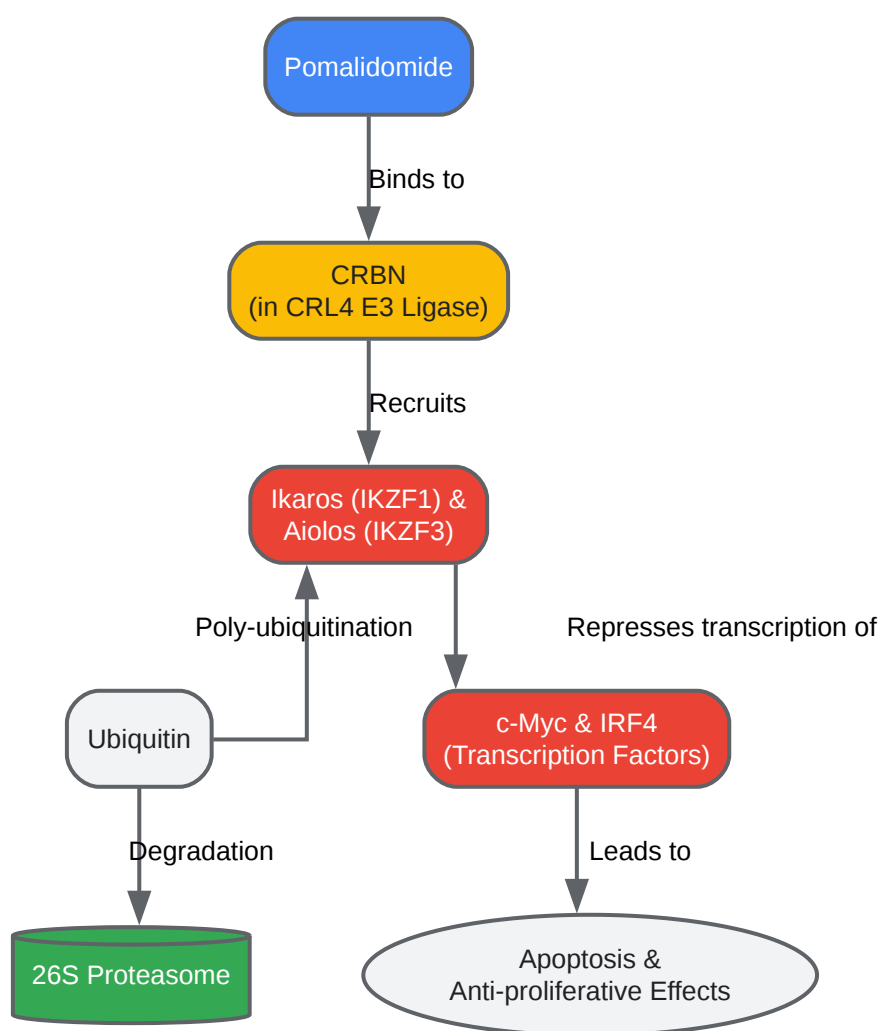 Pomalidomide
Binds to
CRBN
(in CRL4 E3 Ligase)
Recruits
Ikaros (IKZF1) &
Aiolos (IKZF3)
Poly-ubiquitination
Represses transcription of
Ubiquitin
c-Myc & IRF4
(Transcription Factors)
Degradation
Leads to
26S Proteasome
Apoptosis &
Anti-proliferative Effects